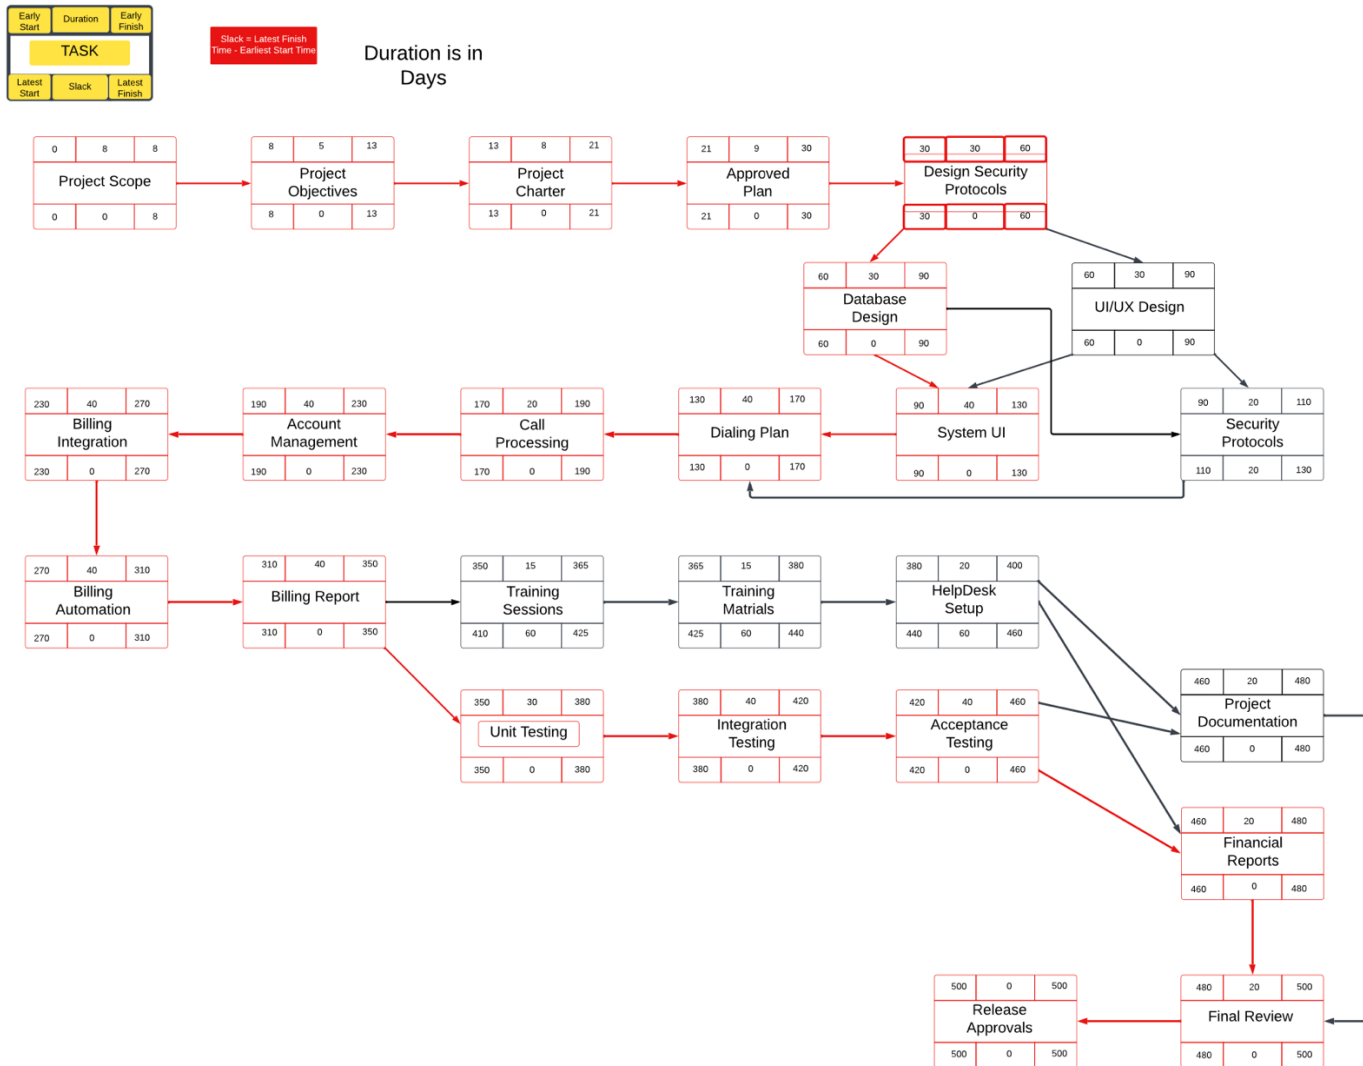 Early Start Duration Early Finish
TASK
Latest Start Slack Latest Finish
Slack = Latest Finish
Time - Earliest Start Time
Duration is in
Days
0 8 8
Project Scope
0 0 8
8 5 13
Project
Objectives
8 0 13
13 8 21
Project
Charter
13 0 21
21 9 30
Approved
Plan
21 0 30
30 30 60
Design Security
Protocols
30 0 60
60 30 90
Database
Design
60 0 90
60 30 90
UI/UX Design
60 0 90
230 40 270
Billing
Integration
230 0 270
190 40 230
Account
Management
190 0 230
170 20 190
Call
Processing
170 0 190
130 40 170
Dialing Plan
130 0 170
90 40 130
System UI
90 0 130
90 20 110
Security
Protocols
110 20 130
270 40 310
Billing
Automation
270 0 310
310 40 350
Billing Report
310 0 350
350 15 365
Training
Sessions
410 60 425
365 15 380
Training
Matrials
425 60 440
380 20 400
HelpDesk
Setup
440 60 460
350 30 380
Unit Testing
350 0 380
380 40 420
Integration
Testing
380 0 420
420 40 460
Acceptance
Testing
420 0 460
460 20 480
Project
Documentation
460 0 480
460 20 480
Financial
Reports
460 0 480
500 0 500
Release
Approvals
500 0 500
480 20 500
Final Review
480 0 500